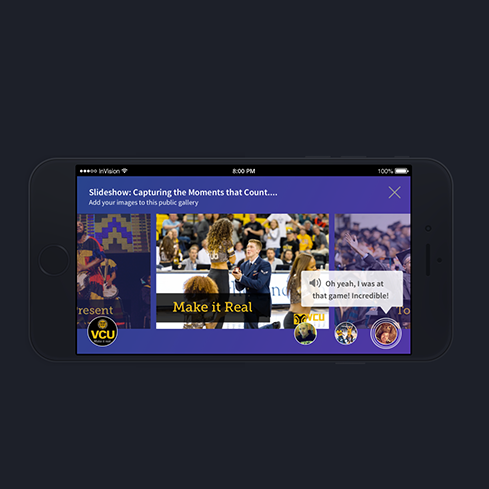 InVision
8:00 PM
100%
Slideshow: Capturing the Moments that Count....
Add your images to this public gallery
Oh yeah, I was at
that game! Incredible!
Make it Real
VCU
To
VCU